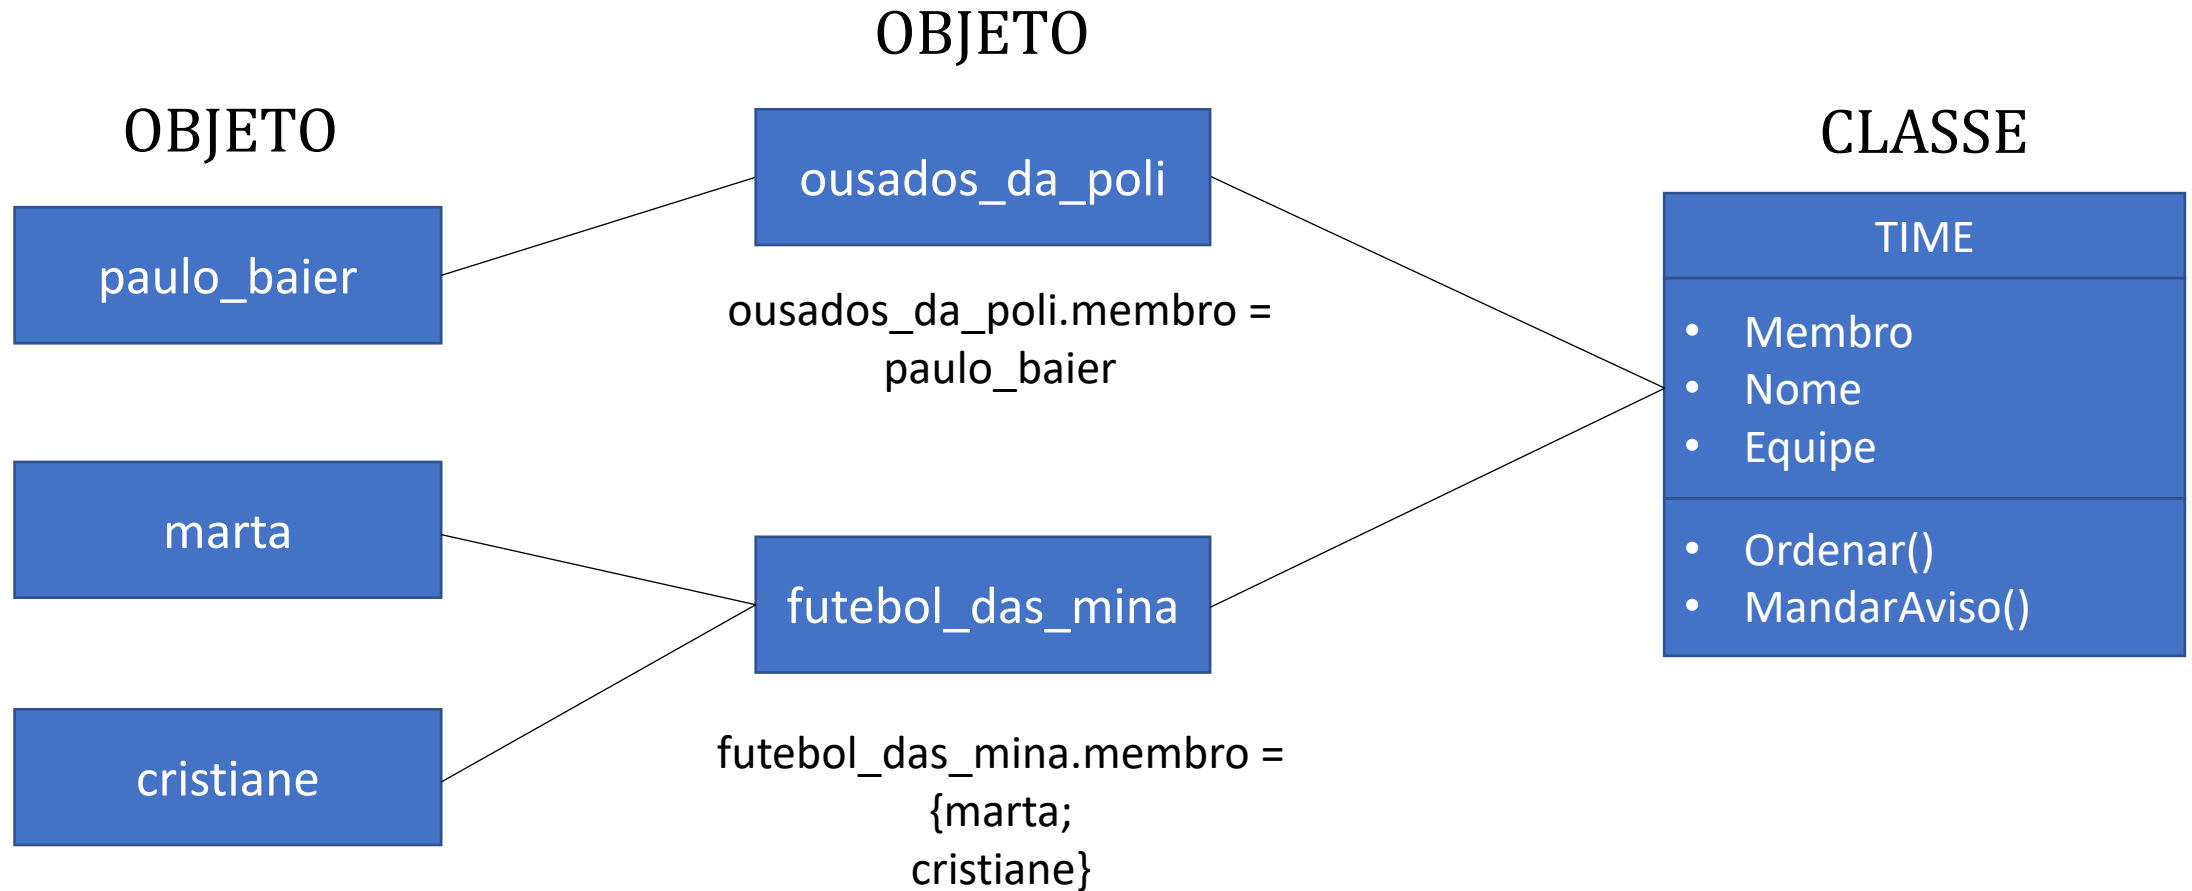 OBJETO
paulo_baier
marta
cristiane
OBJETO
ousados_da_poli
ousados_da_poli.membro =
paulo_baier
futebol_das_mina
futebol_das_mina.membro =
{marta;
cristiane}
CLASSE
TIME
• Membro
• Nome
• Equipe
• Ordenar()
• MandarAviso()